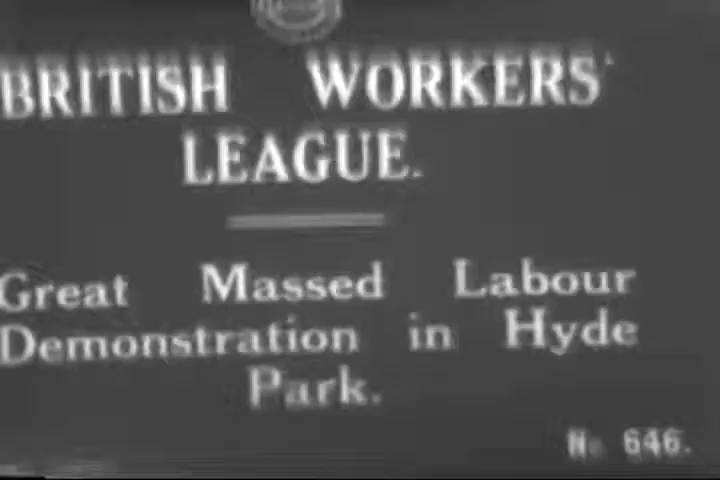 BRITISH WORKERS'
LEAGUE.
Great Massed Labour
Demonstration in Hyde
Park.
No 646.